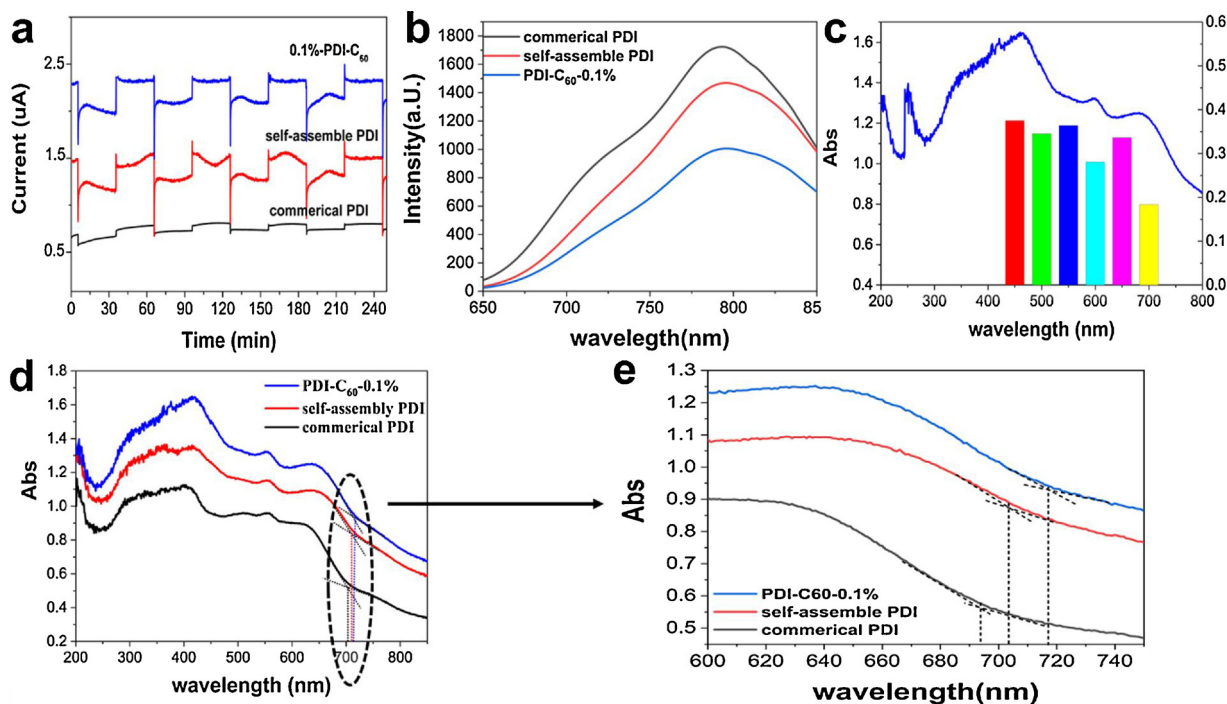 a
0.1%-PDI-C60
self-assemble PDI
commerical PDI
Current (uA)
2.5
1.5
0.5
0 30 60 90 120 150 180 210 240
Time (min)
b
commerical PDI
self-assemble PDI
PDI-C60-0.1%
Intensity(a.U.)
1800
1600
1400
1200
1000
800
600
400
200
0
650 700 750 800 85
wavelegth(nm)
c
Abs
1.6
1.4
1.2
1.0
0.8
0.6
0.4
0.6
0.5
0.4
0.3
0.2
0.1
0.0
200 300 400 500 600 700 800
wavelength (nm)
d
PDI-C60-0.1%
self-assembly PDI
commerical PDI
Abs
1.8
1.6
1.4
1.2
1.0
0.8
0.6
0.4
0.2
200 300 400 500 600 700 800
wavelength (nm)
e
Abs
1.3
1.2
1.1
1.0
0.9
0.8
0.7
0.6
0.5
PDI-C60-0.1%
self-assemble PDI
commerical PDI
600 620 640 660 680 700 720 740
wavelength(nm)